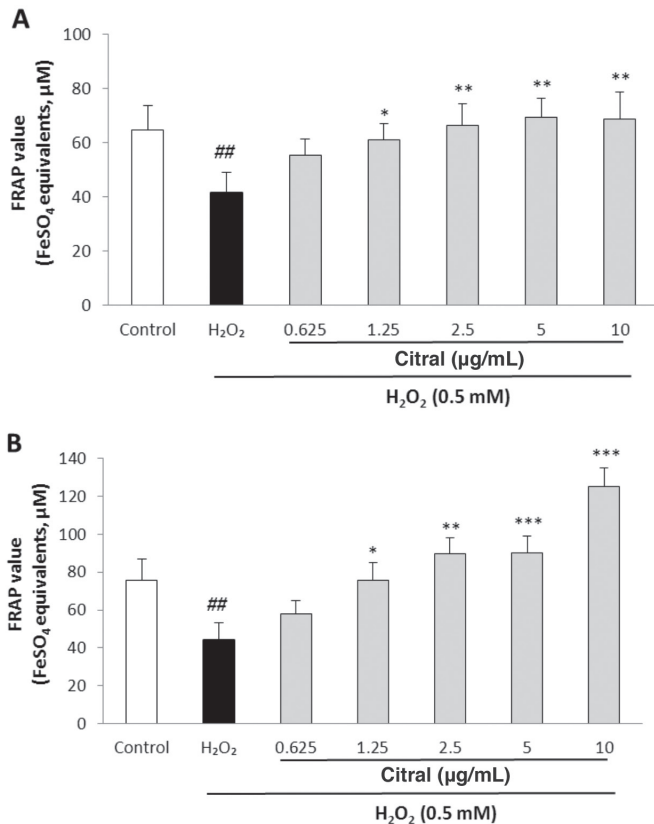 A
FRAP value
(FeSO₄ equivalents, µM)
100
80
60
40
20
0
##
*
**
**
**
Control H₂O₂ 0.625 1.25 2.5 5 10
Citral (µg/mL)
H₂O₂ (0.5 mM)
B
FRAP value
(FeSO₄ equivalents, µM)
140
120
100
80
60
40
20
0
##
*
**
***
***
Control H₂O₂ 0.625 1.25 2.5 5 10
Citral (µg/mL)
H₂O₂ (0.5 mM)